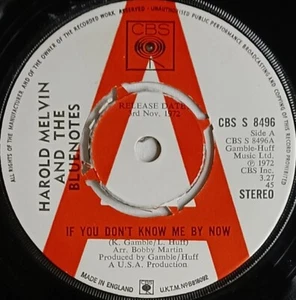 ALL RIGHTS OF THE MANUFACTURER AND OF THE OWNER OF THE RECORDED WORK RESERVED · UNAUTHORISED PUBLIC PERFORMANCE, BROADCASTING AND COPYING OF THIS RECORD PROHIBITED
CBS
RELEASE DATE
3rd Nov, 1972
HAROLD MELVIN
AND THE
BLUENOTES
CBS S 8496
Side A
CBS S 8496A
Gamble-Huff
Music Ltd.
℗ 1972
CBS Inc.
3.27
45
STEREO
IF YOU DON'T KNOW ME BY NOW
(K. Gamble/L. Huff)
Arr. Bobby Martin
Produced by Gamble/Huff
A U.S.A. Production
MADE IN ENGLAND
U.K.T.M. Nº